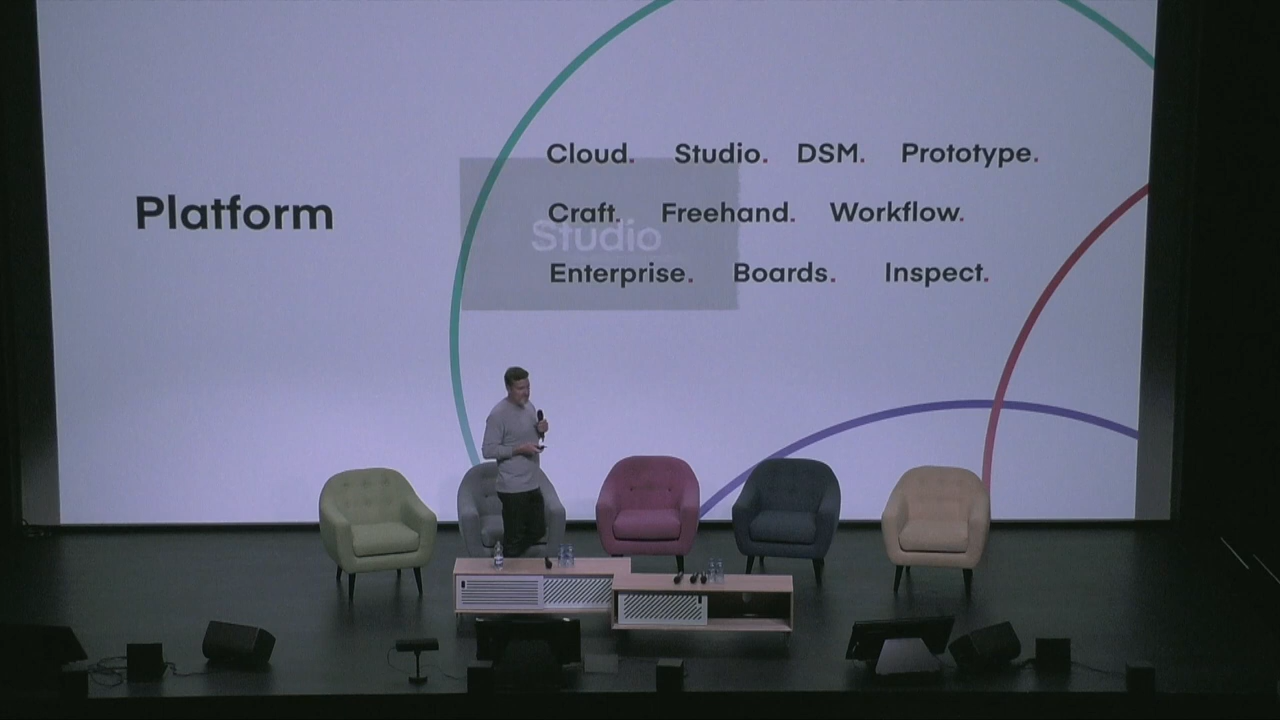 Platform
Cloud. Studio. DSM. Prototype.
Craft. Freehand. Workflow.
Studio
Enterprise. Boards. Inspect.